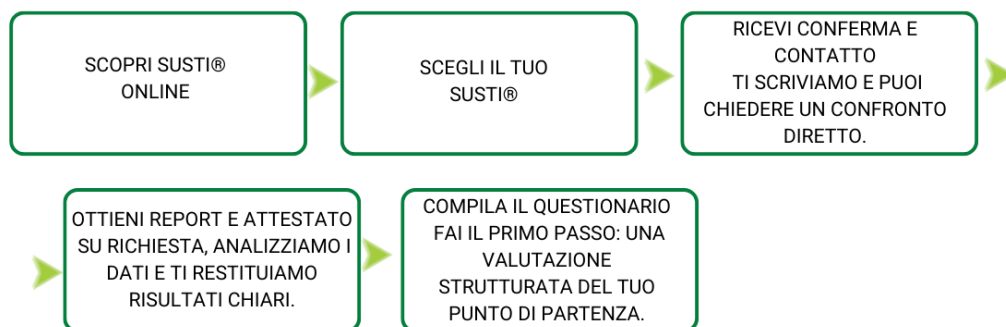 SCOPRI SUSTI®
ONLINE
SCEGLI IL TUO
SUSTI®
RICEVI CONFERMA E
CONTATTO
TI SCRIVIAMO E PUOI
CHIEDERE UN CONFRONTO
DIRETTO.
OTTIENI REPORT E ATTESTATO
SU RICHIESTA, ANALIZZIAMO I
DATI E TI RESTITUIAMO
RISULTATI CHIARI.
COMPILA IL QUESTIONARIO
FAI IL PRIMO PASSO: UNA
VALUTAZIONE
STRUTTURATA DEL TUO
PUNTO DI PARTENZA.